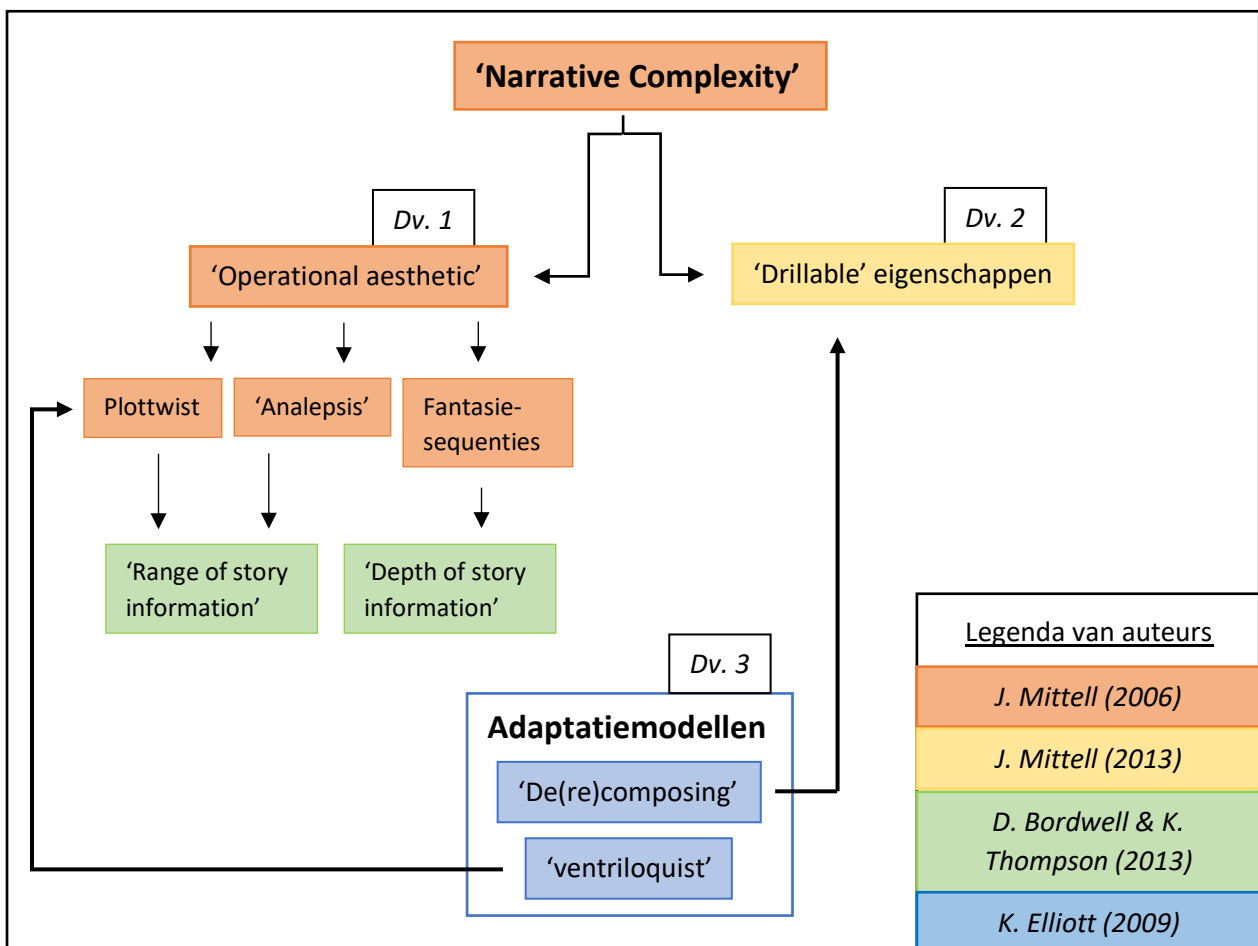 ‘Narrative Complexity’
Dv. 1
Dv. 2
‘Operational aesthetic’
‘Drillable’ eigenschappen
Plottwist
‘Analepsis’
Fantasie-
sequenties
‘Range of story
information’
‘Depth of story
information’
Dv. 3
Adaptatiemodellen
‘De(re)composing’
‘ventriloquist’
Legenda van auteurs
J. Mittell (2006)
J. Mittell (2013)
D. Bordwell & K.
Thompson (2013)
K. Elliott (2009)